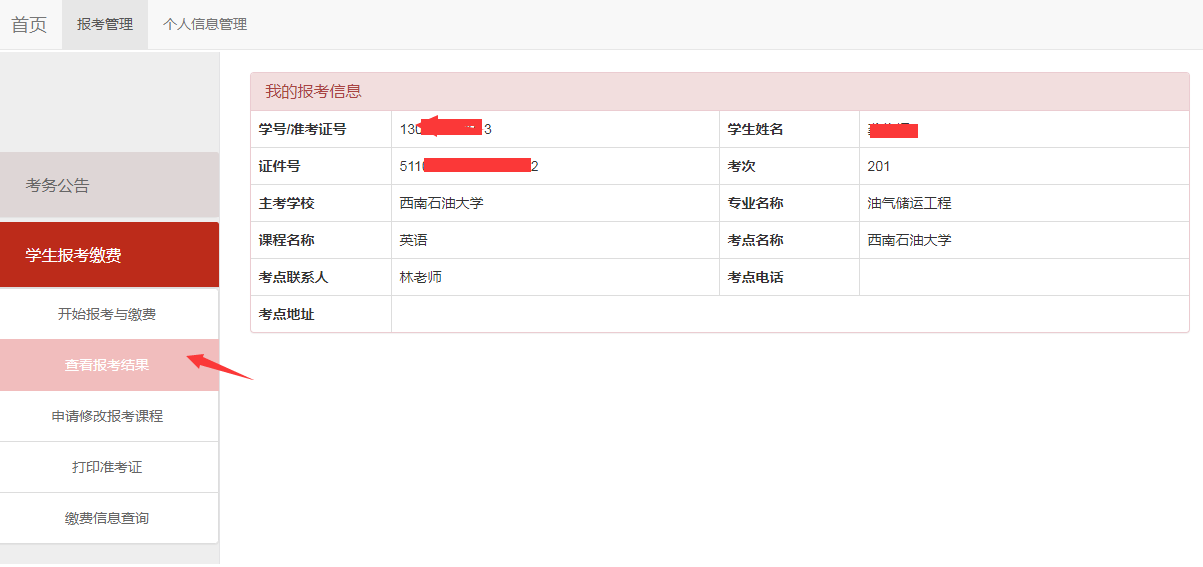 首页 报考管理 个人信息管理
我的报考信息
学号/准考证号 130 3 学生姓名
证件号 511 2 考次 201
主考学校 西南石油大学 专业名称 油气储运工程
课程名称 英语 考点名称 西南石油大学
考点联系人 林老师 考点电话
考点地址
考务公告
学生报考缴费
开始报考与缴费
查看报考结果
申请修改报考课程
打印准考证
缴费信息查询